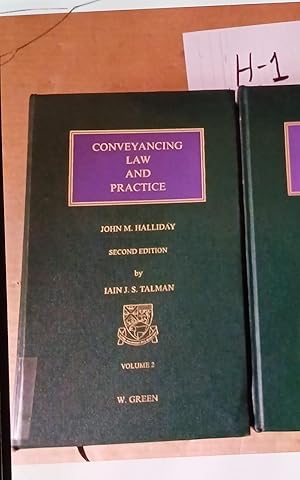 H-1
CONVEYANCING
LAW
AND
PRACTICE
JOHN M. HALLIDAY
SECOND EDITION
by
IAIN J. S. TALMAN
VOLUME 2
W. GREEN